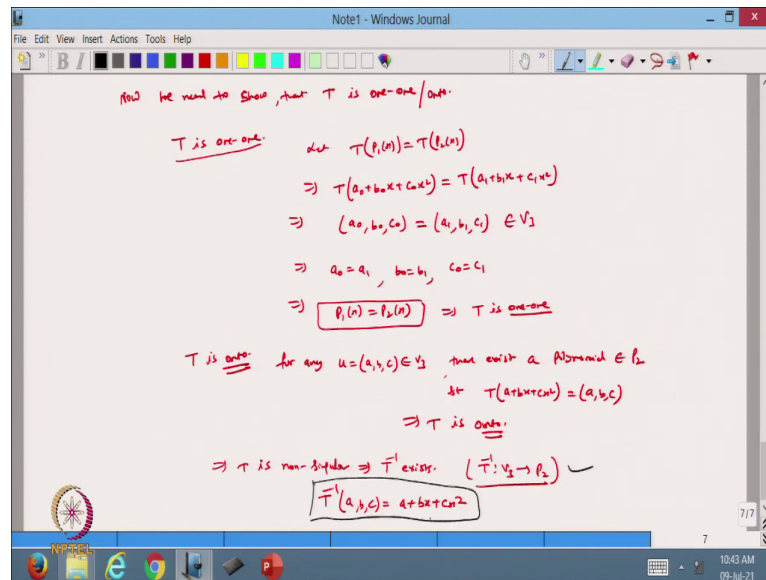 Note1 - Windows Journal
File Edit View Insert Actions Tools Help
Now we need to show, that T is one-one/onto.
T is one-one. Let T(P₁(x)) = T(P₂(x))
⇒ T(a₀+b₀x+c₀x²) = T(a₁+b₁x+c₁x²)
⇒ (a₀, b₀, c₀) = (a₁, b₁, c₁) ∈ V₃
⇒ a₀=a₁, b₀=b₁, c₀=c₁
⇒ P₁(x) = P₂(x) ⇒ T is one-one
T is onto. for any u=(a,b,c) ∈ V₃ then exist a Polynomial ∈ P₂
st T(a+bx+cx²) = (a,b,c)
⇒ T is onto.
⇒ T is non-singular ⇒ T⁻¹ exists. (T⁻¹: V₃→P₂)
T⁻¹(a,b,c) = a+bx+cx²
NPTEL
7/7
7
10:43 AM
09-Jul-21